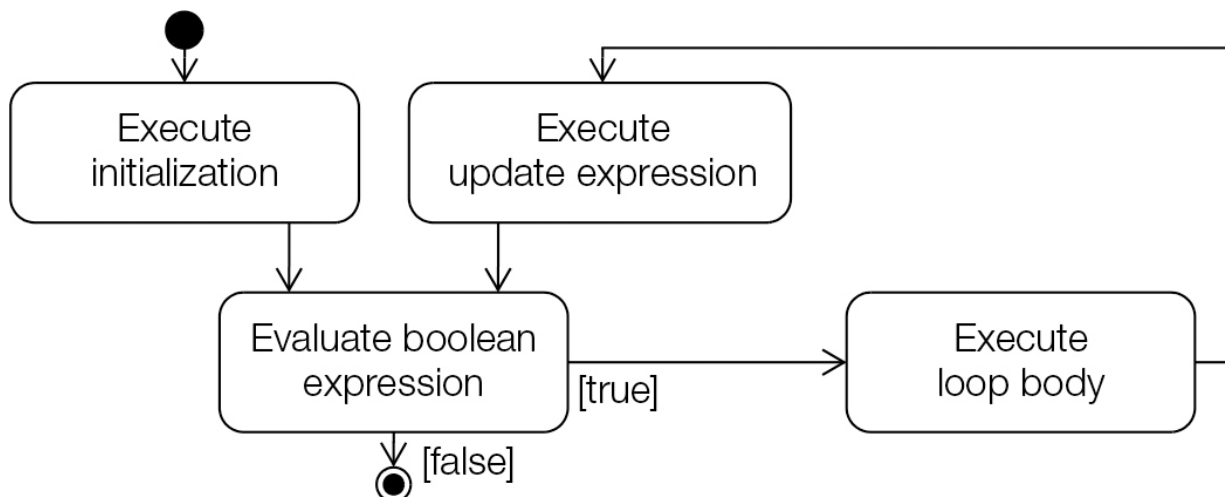 Execute
initialization
Execute
update expression
Evaluate boolean
expression
[true]
Execute
loop body
[false]